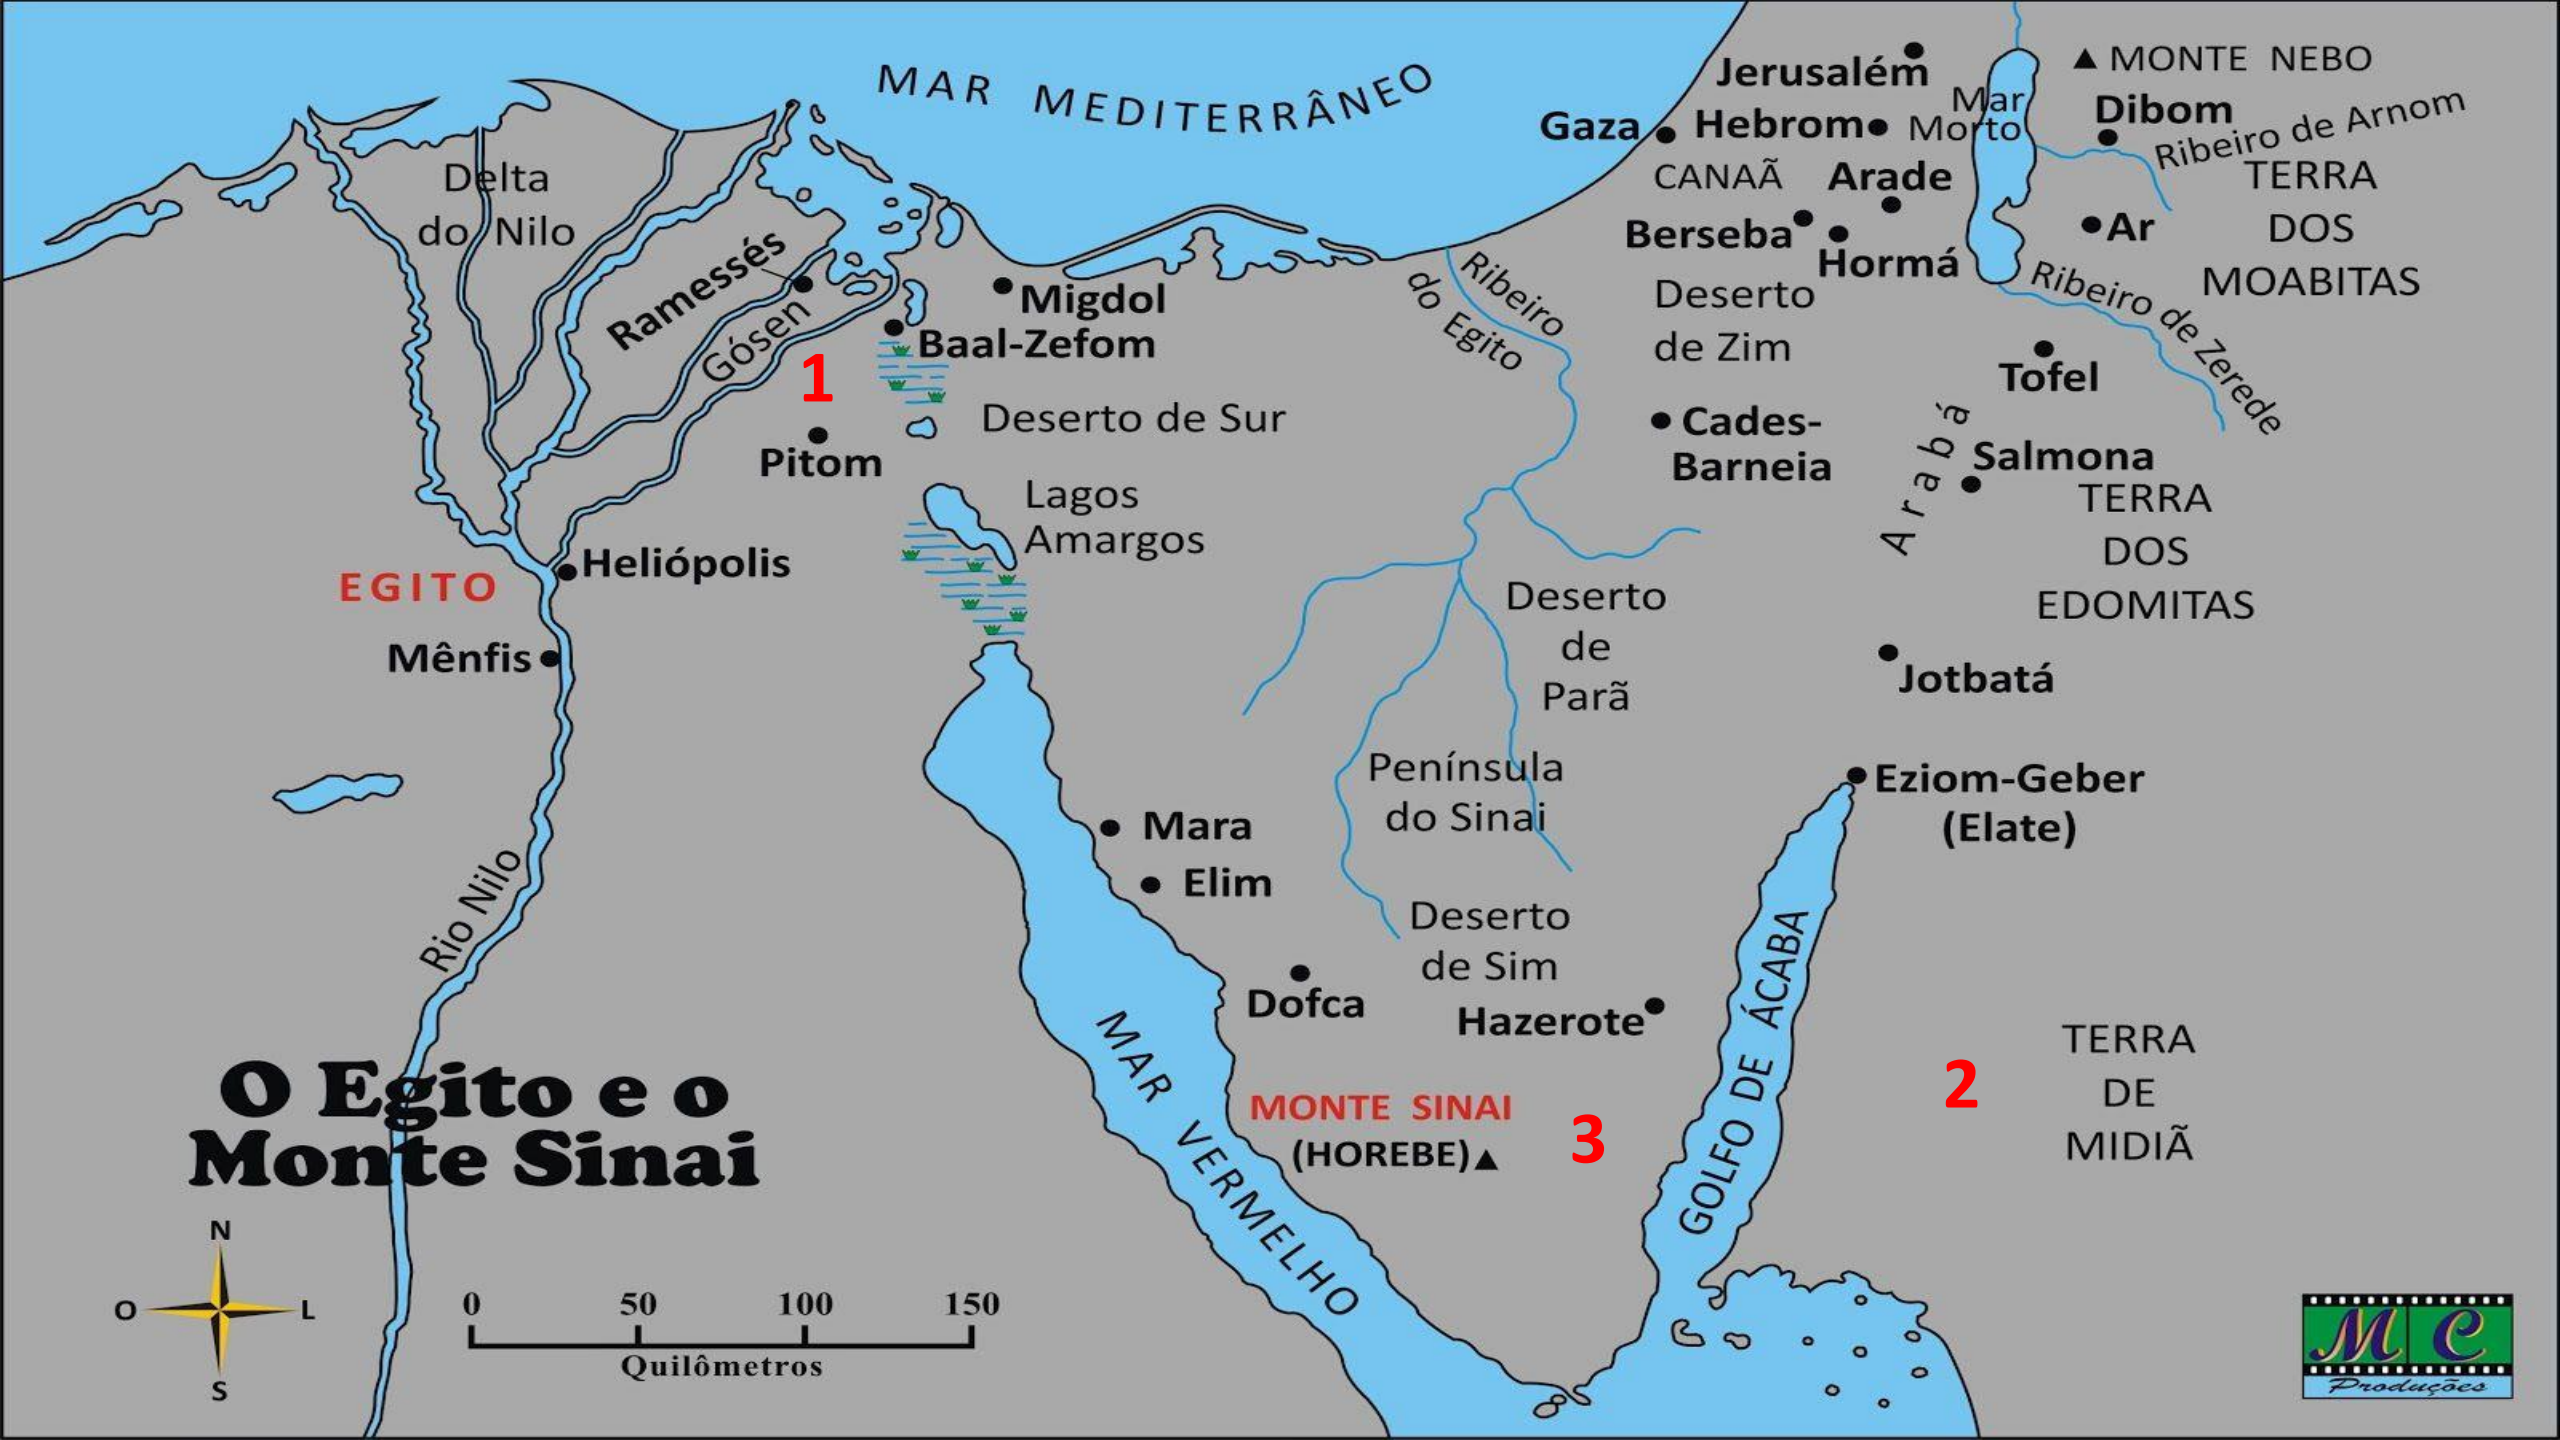 MAR MEDITERRÂNEO
Jerusalém
MONTE NEBO
Mar
Morto
Dibom
Ribeiro de Arnom
Gaza
Hebrom
CANAÃ
Arade
TERRA
DOS
MOABITAS
Berseba
Hormá
Ar
Delta
do Nilo
Ramessés
Gósen
1
Migdol
Baal-Zefom
Ribeiro
do Egito
Deserto
de Zim
Ribeiro de Zerede
Tofel
Deserto de Sur
Pitom
Cades-
Barneia
Arabá
Salmona
TERRA
DOS
EDOMITAS
Lagos
Amargos
Heliópolis
EGITO
Mênfis
Deserto
de
Parã
Jotbatá
Península
do Sinai
Eziom-Geber
(Elate)
Mara
Elim
Rio Nilo
Deserto
de Sim
Dofca
Hazerote
GOLFO DE ÁCABA
MAR VERMELHO
MONTE SINAI
(HOREBE)
3
2
TERRA
DE
MIDIÃ
O Egito e o
Monte Sinai
N
O
L
S
0 50 100 150
Quilômetros
M C
Produções